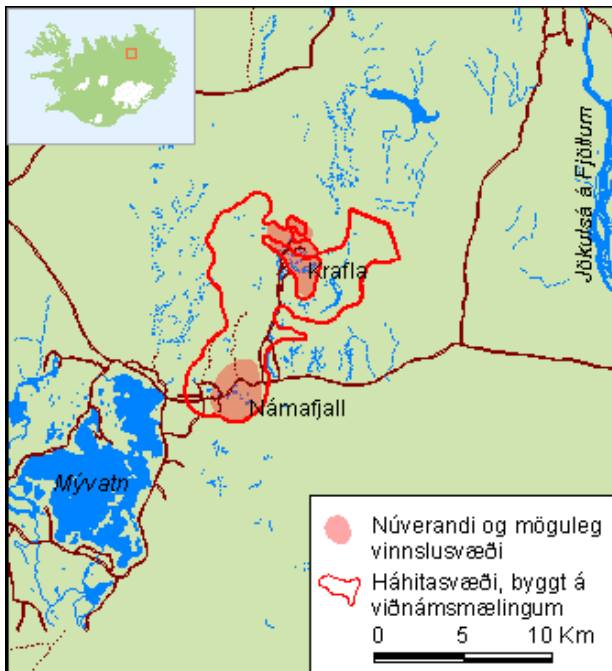 Jökulsá á Fjöllum
Krafla
Námafjall
Mývatn
Núverandi og möguleg
vinnslusvæði
Háhitasvæði, byggt á
viðnámsmælingum
0 5 10 Km